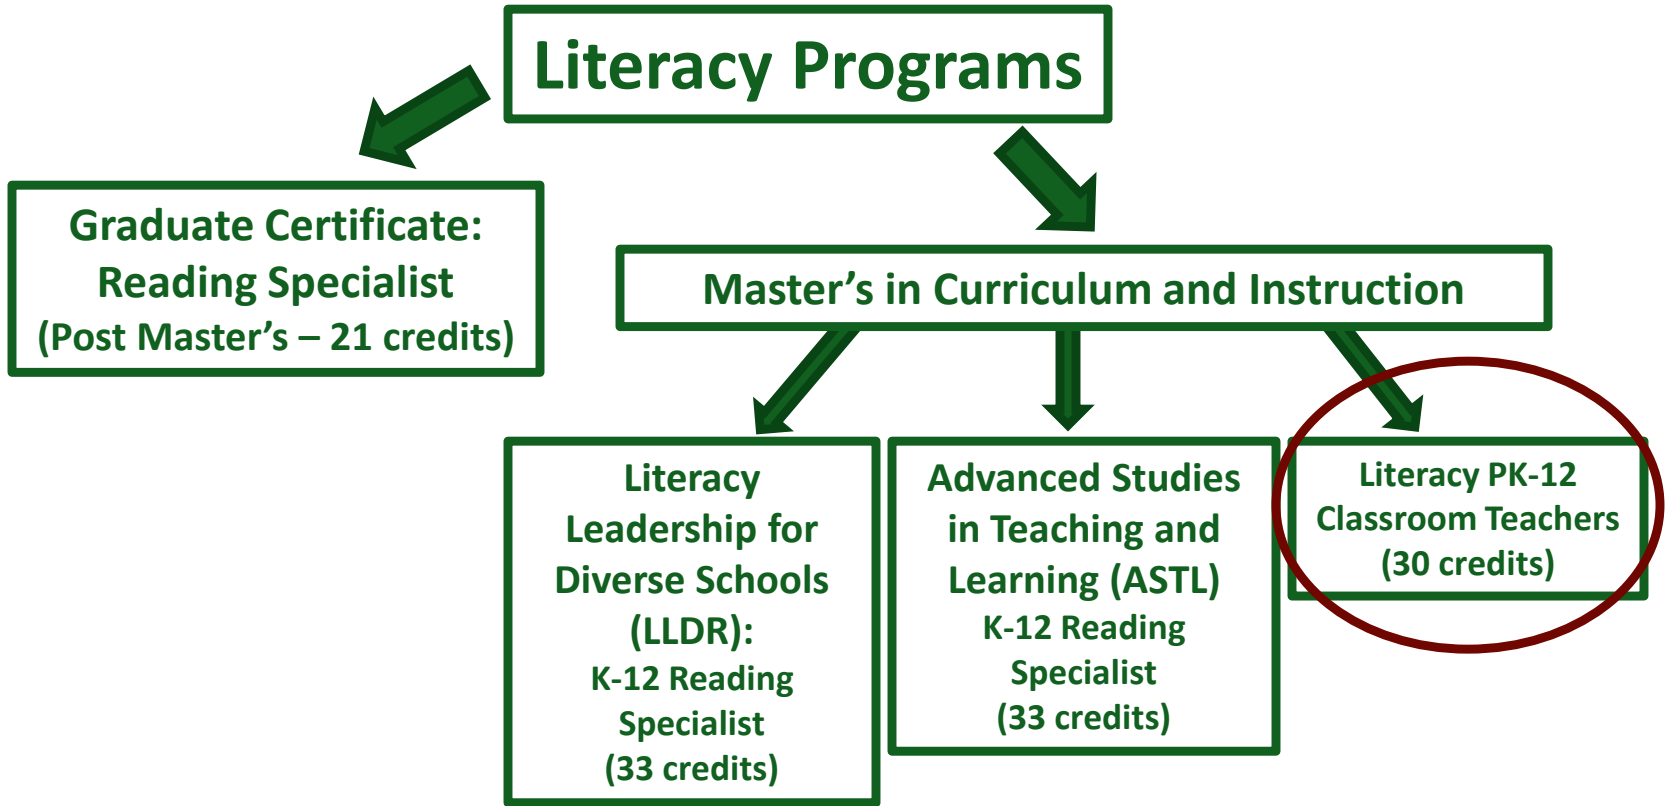 Literacy Programs
Graduate Certificate:
Reading Specialist
(Post Master’s – 21 credits)
Master’s in Curriculum and Instruction
Literacy
Leadership for
Diverse Schools
(LLDR):
K-12 Reading
Specialist
(33 credits)
Advanced Studies
in Teaching and
Learning (ASTL)
K-12 Reading
Specialist
(33 credits)
Literacy PK-12
Classroom Teachers
(30 credits)